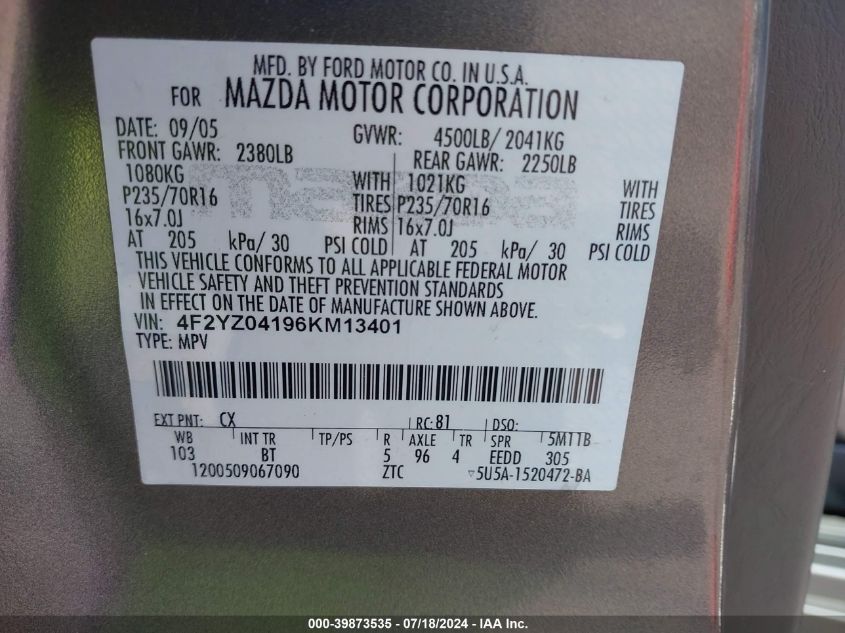 MFD. BY FORD MOTOR CO. IN U.S.A.
FOR MAZDA MOTOR CORPORATION
DATE: 09/05 GVWR: 4500LB/ 2041KG
FRONT GAWR: 2380LB REAR GAWR: 2250LB
1080KG WITH 1021KG WITH
P235/70R16 TIRES P235/70R16 TIRES
16x7.0J RIMS 16x7.0J RIMS
AT 205 kPa/ 30 PSI COLD AT 205 kPa/ 30 PSI COLD
THIS VEHICLE CONFORMS TO ALL APPLICABLE FEDERAL MOTOR
VEHICLE SAFETY AND THEFT PREVENTION STANDARDS
IN EFFECT ON THE DATE OF MANUFACTURE SHOWN ABOVE.
VIN: 4F2YZ04196KM13401
TYPE: MPV
EXT PNT: CX RC: 81 DSO:
WB INT TR TP/PS R AXLE TR SPR 5M11B
103 BT 5 96 4 EEDD 305
1200509067090 ZTC ▽5U5A-1520472-BA
000-39873535 - 07/18/2024 - IAA Inc.